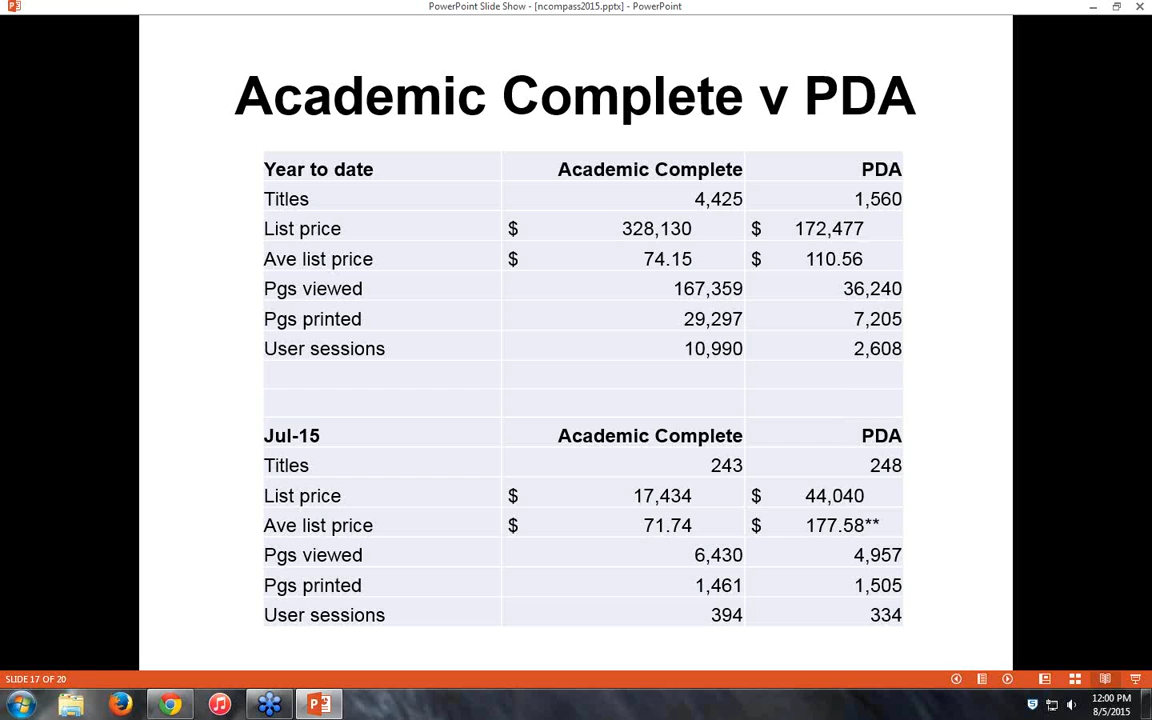 PowerPoint Slide Show - [ncompass2015.pptx] - PowerPoint
Academic Complete v PDA
Year to date Academic Complete PDA
Titles 4,425 1,560
List price $ 328,130 $ 172,477
Ave list price $ 74.15 $ 110.56
Pgs viewed 167,359 36,240
Pgs printed 29,297 7,205
User sessions 10,990 2,608
Jul-15 Academic Complete PDA
Titles 243 248
List price $ 17,434 $ 44,040
Ave list price $ 71.74 $ 177.58**
Pgs viewed 6,430 4,957
Pgs printed 1,461 1,505
User sessions 394 334
SLIDE 17 OF 20
12:00 PM
8/5/2015